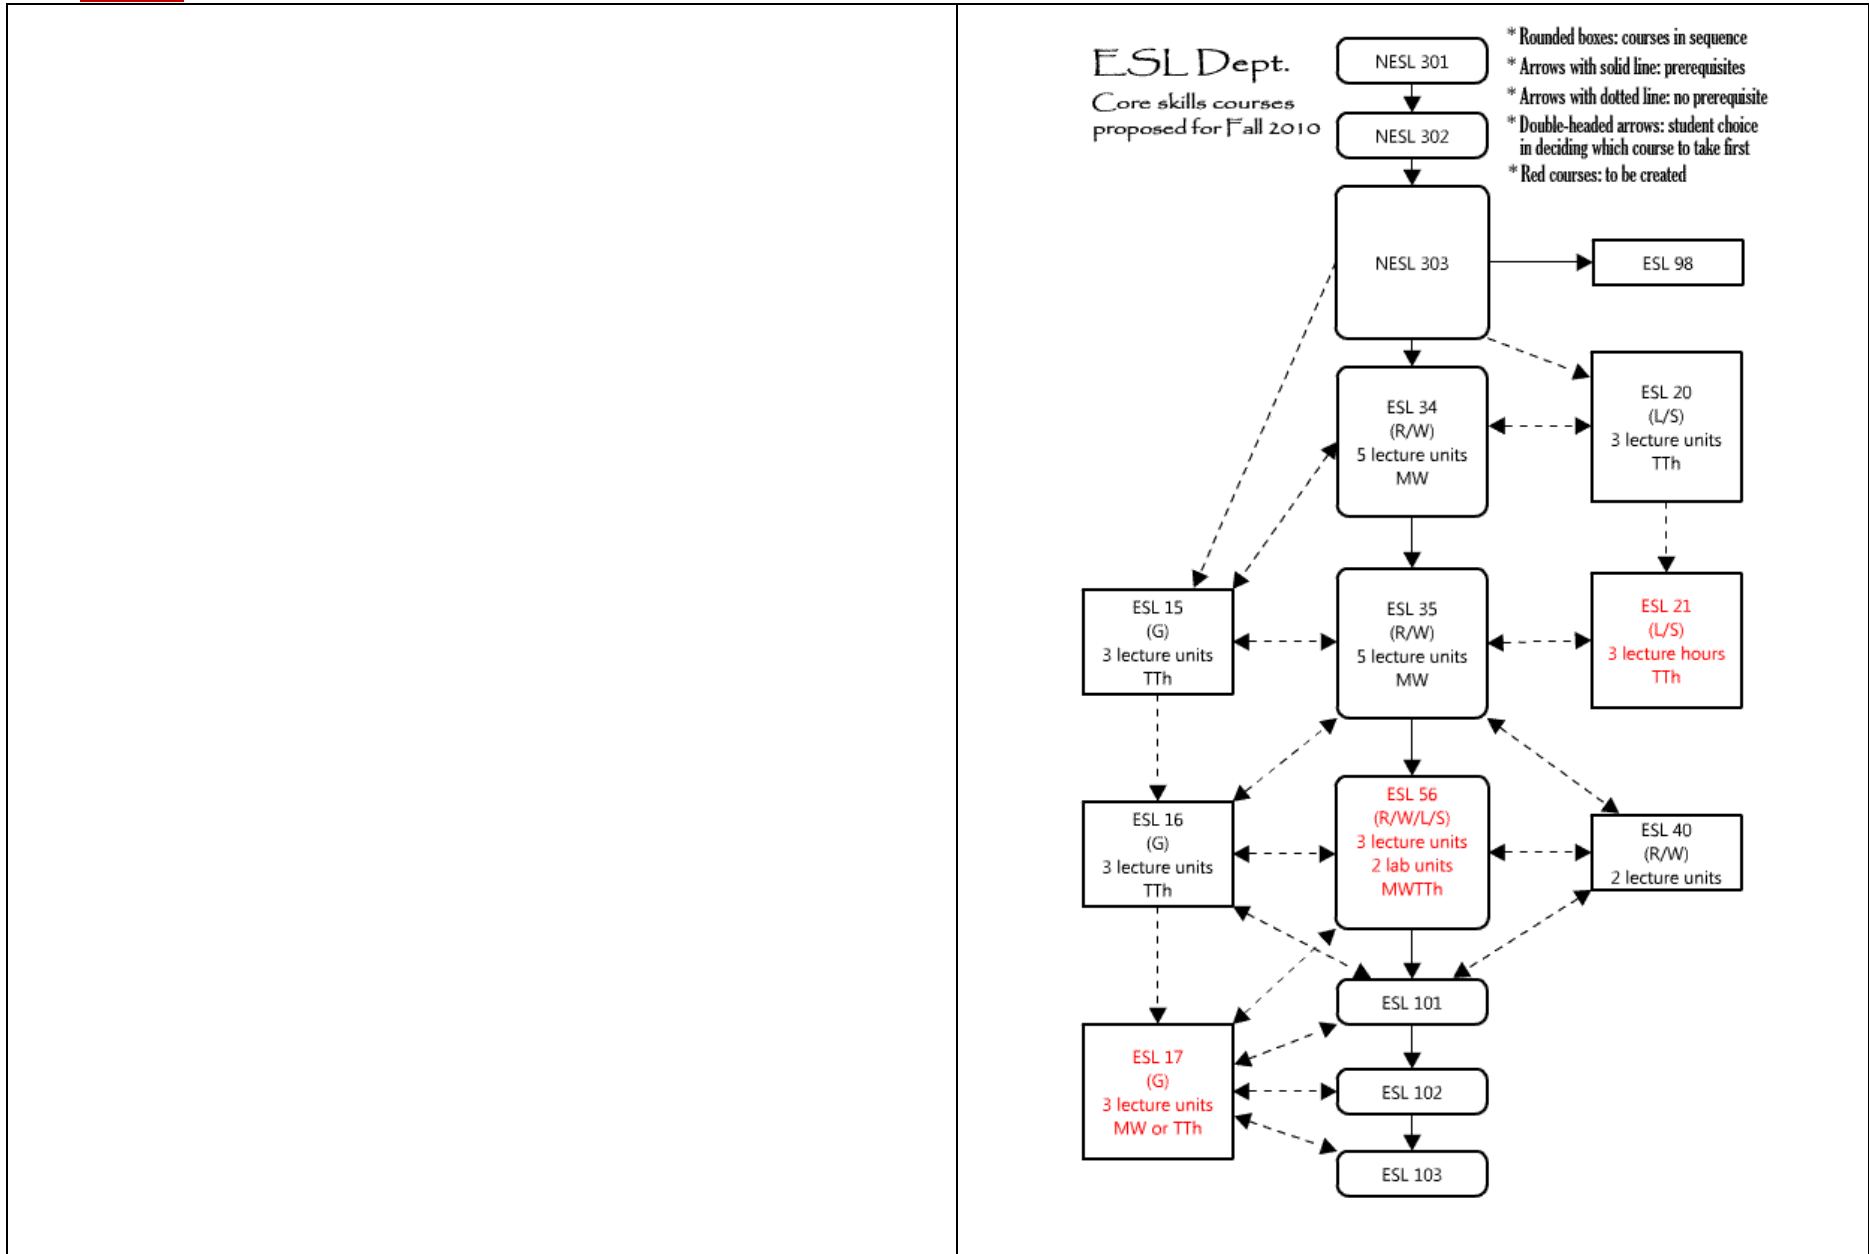 ESL Dept.
Core skills courses
proposed for Fall 2010
* Rounded boxes: courses in sequence
* Arrows with solid line: prerequisites
* Arrows with dotted line: no prerequisite
* Double-headed arrows: student choice
in deciding which course to take first
* Red courses: to be created
NESL 301
NESL 302
NESL 303
ESL 98
ESL 34
(R/W)
5 lecture units
MW
ESL 20
(L/S)
3 lecture units
TTh
ESL 15
(G)
3 lecture units
TTh
ESL 35
(R/W)
5 lecture units
MW
ESL 21
(L/S)
3 lecture hours
TTh
ESL 16
(G)
3 lecture units
TTh
ESL 56
(R/W/L/S)
3 lecture units
2 lab units
MWTTh
ESL 40
(R/W)
2 lecture units
ESL 101
ESL 17
(G)
3 lecture units
MW or TTh
ESL 102
ESL 103